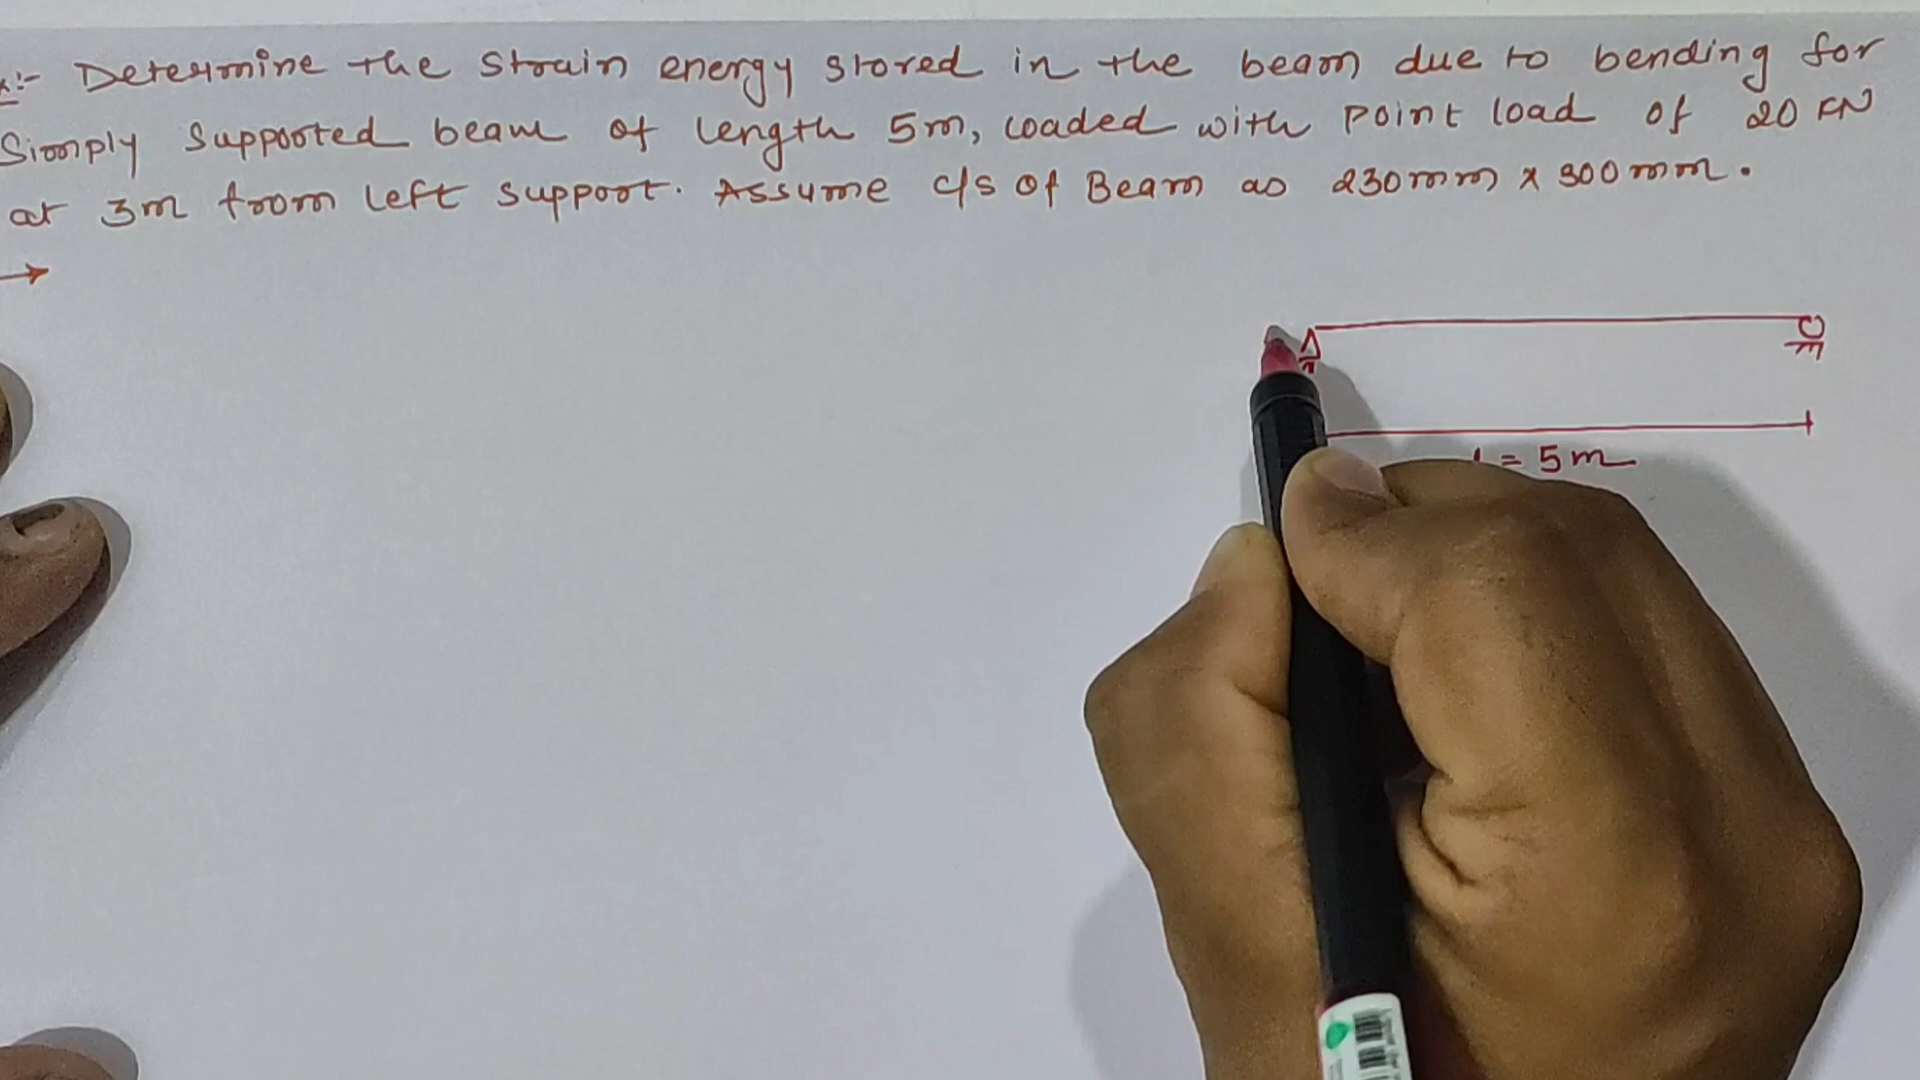 Determine the strain energy stored in the beam due to bending for
Simply supported beam of length 5m, loaded with point load of 20 KN
at 3m from left support. Assume c/s of Beam as 230mm x 300mm.
= 5m